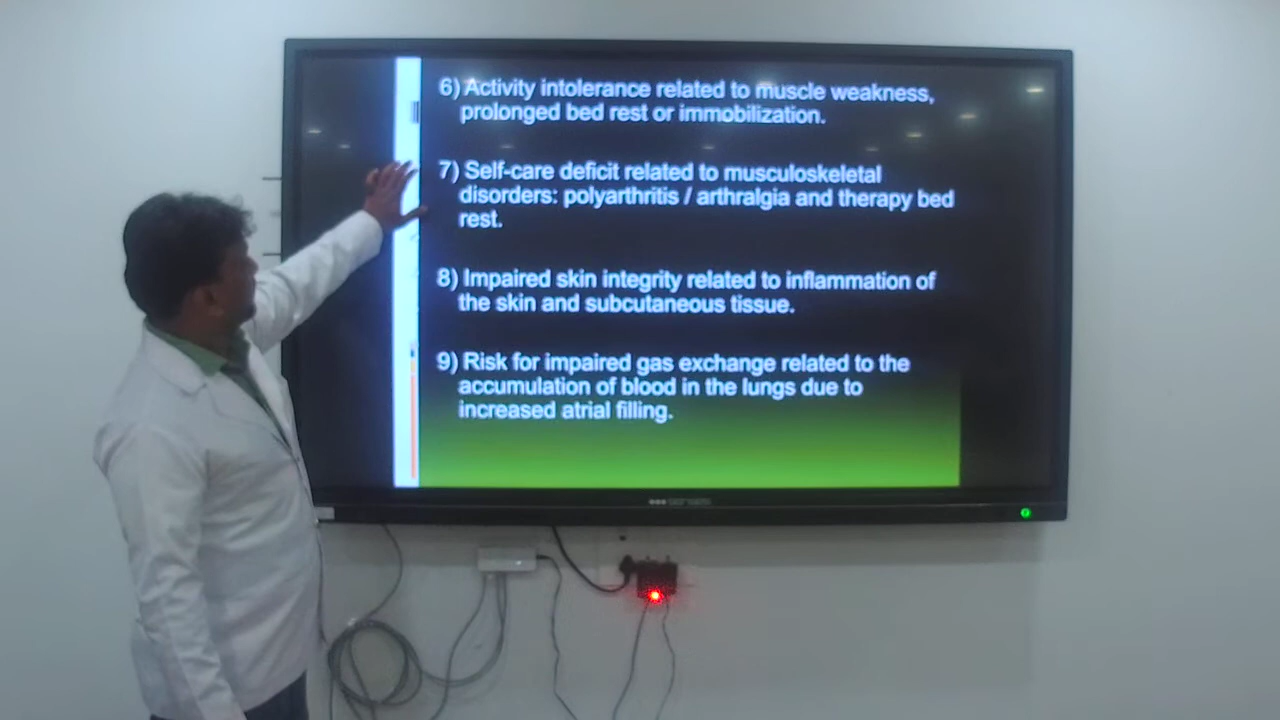 6) Activity intolerance related to muscle weakness,
prolonged bed rest or immobilization.
7) Self-care deficit related to musculoskeletal
disorders: polyarthritis / arthralgia and therapy bed
rest.
8) Impaired skin integrity related to inflammation of
the skin and subcutaneous tissue.
9) Risk for impaired gas exchange related to the
accumulation of blood in the lungs due to
increased atrial filling.